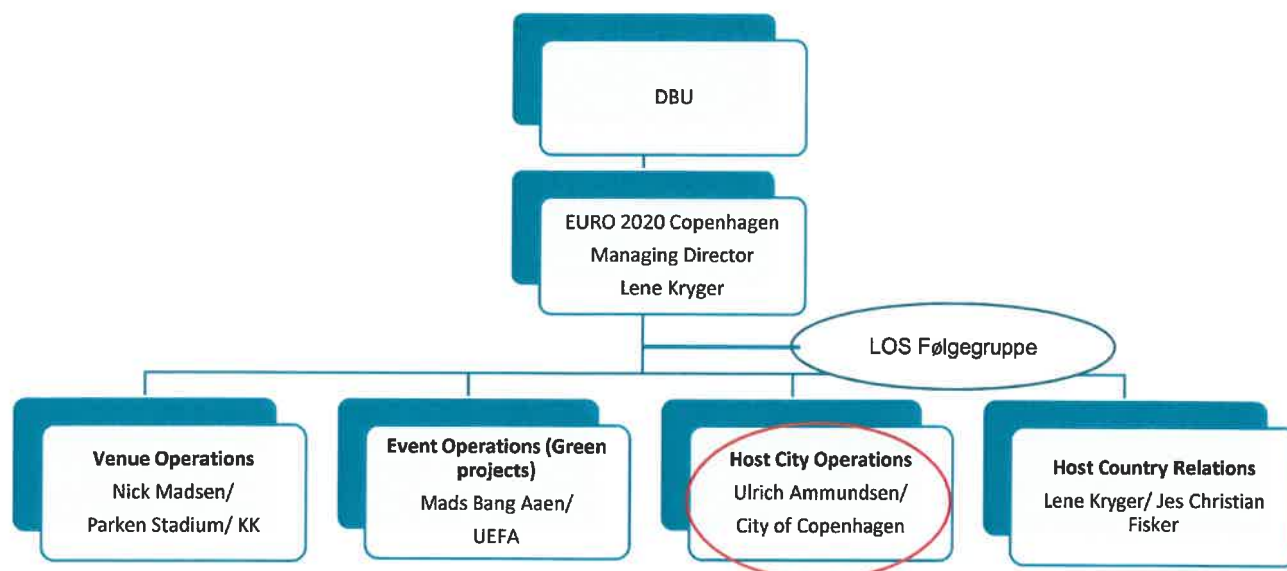 DBU
EURO 2020 Copenhagen
Managing Director
Lene Kryger
LOS Følgegruppe
Venue Operations
Nick Madsen/
Parken Stadium/ KK
Event Operations (Green
projects)
Mads Bang Aaen/
UEFA
Host City Operations
Ulrich Ammundsen/
City of Copenhagen
Host Country Relations
Lene Kryger/ Jes Christian
Fisker